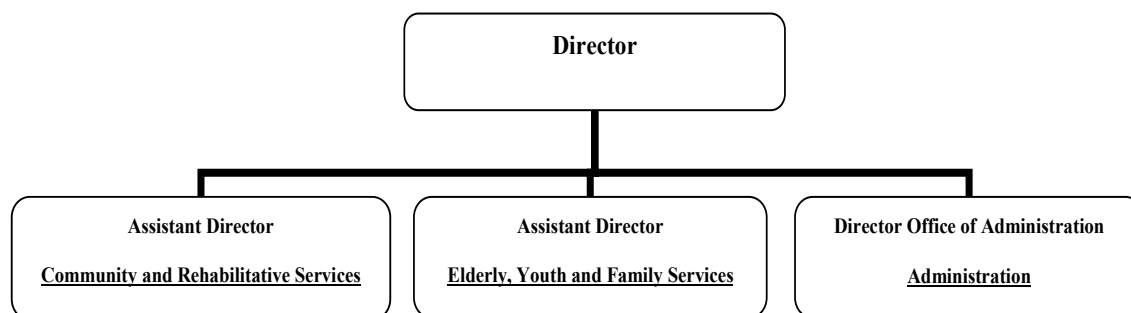 Director
Assistant Director
Community and Rehabilitative Services
Assistant Director
Elderly, Youth and Family Services
Director Office of Administration
Administration